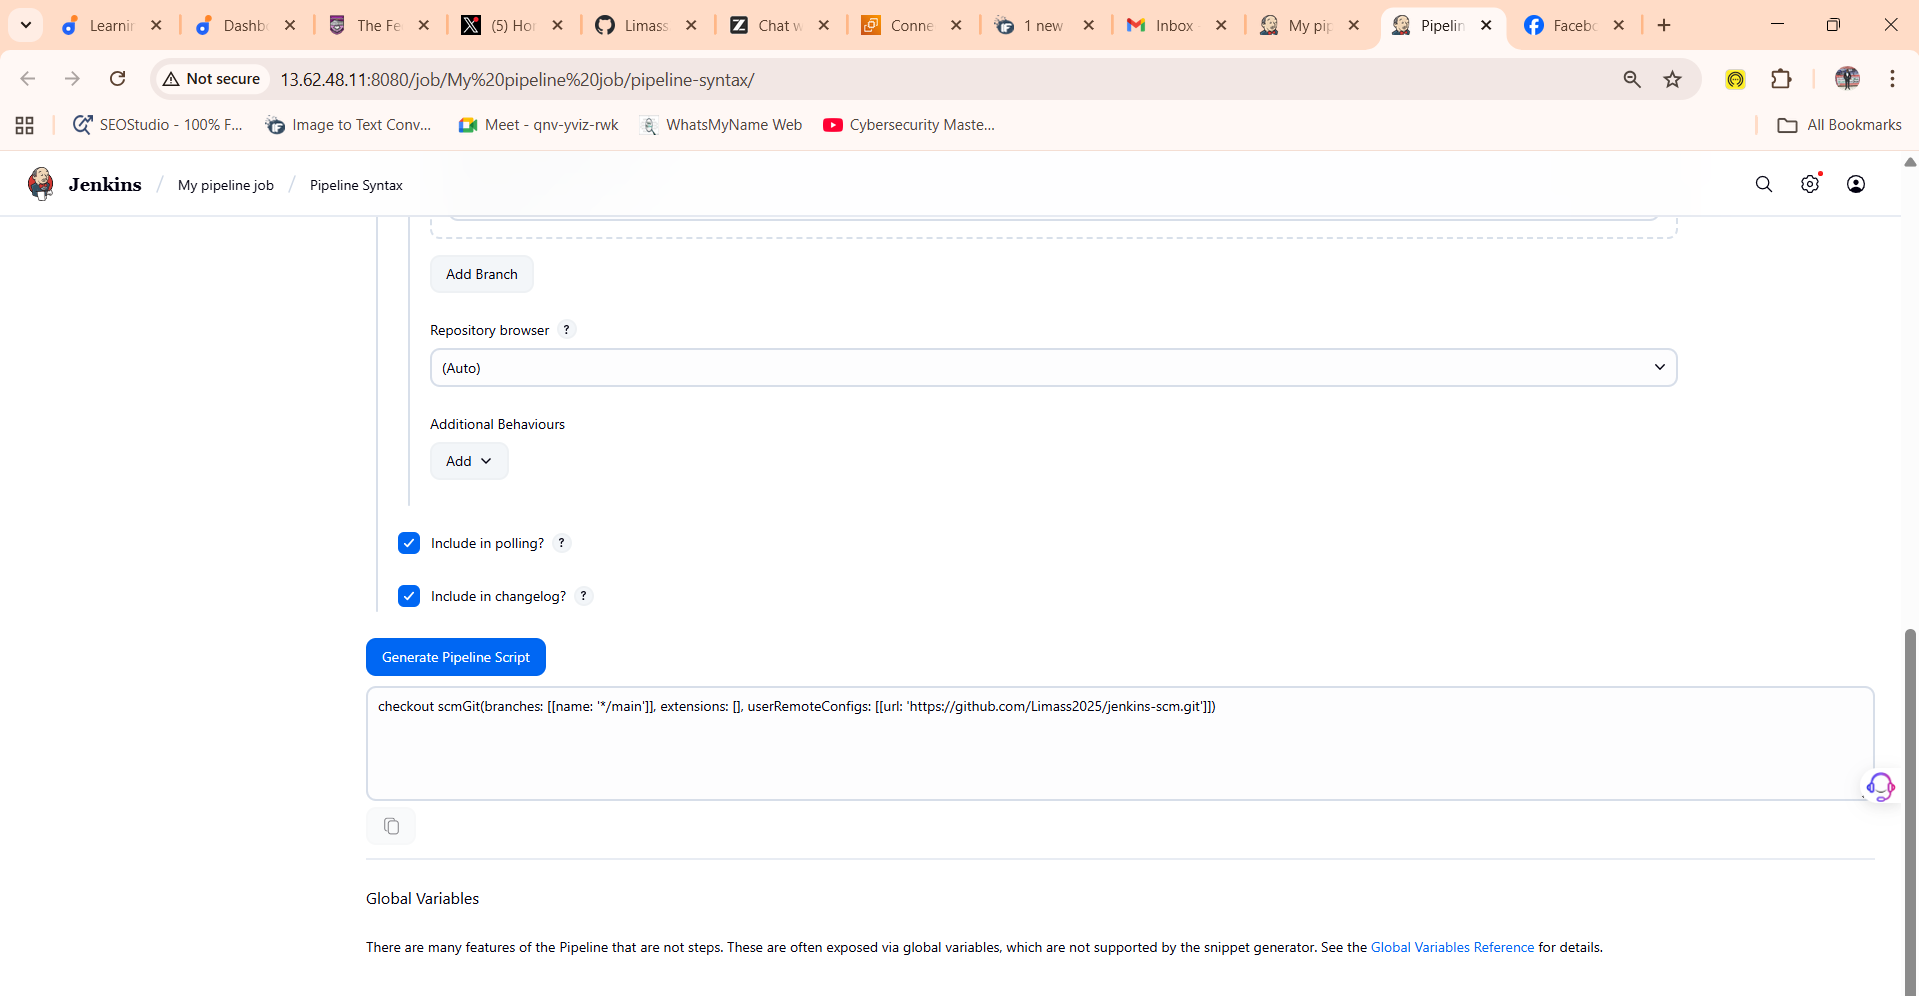 Learnin
Dashbo
The Fe
(5) Hor
Limass
Chat w
Conne
1 new
Inbox
My pip
Pipelin
Facebo
Not secure
13.62.48.11:8080/job/My%20pipeline%20job/pipeline-syntax/
SEOStudio - 100% F...
Image to Text Conv...
Meet - qnv-yviz-rwk
WhatsMyName Web
Cybersecurity Maste...
All Bookmarks
Jenkins / My pipeline job / Pipeline Syntax
Add Branch
Repository browser ?
(Auto)
Additional Behaviours
Add
Include in polling? ?
Include in changelog? ?
Generate Pipeline Script
checkout scmGit(branches: [[name: '*/main']], extensions: [], userRemoteConfigs: [[url: 'https://github.com/Limass2025/jenkins-scm.git']])
Global Variables
There are many features of the Pipeline that are not steps. These are often exposed via global variables, which are not supported by the snippet generator. See the Global Variables Reference for details.